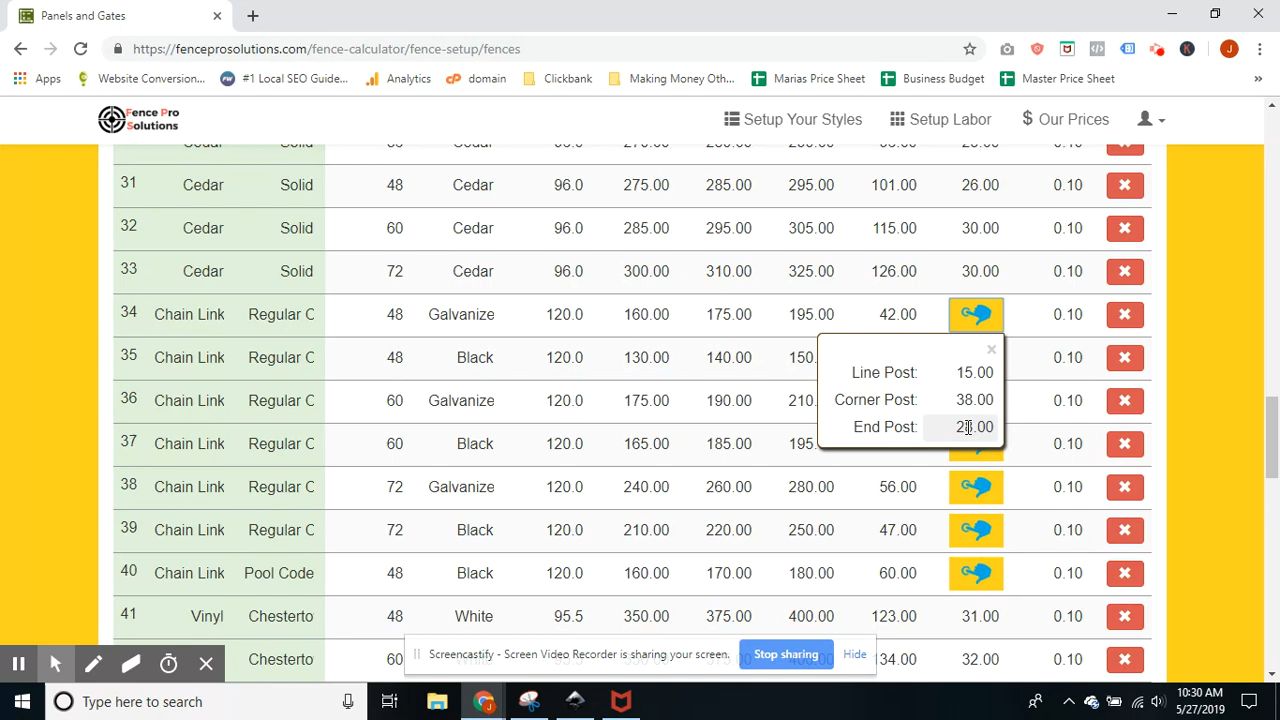 Panels and Gates
https://fenceprosolutions.com/fence-calculator/fence-setup/fences
Apps Website Conversion... #1 Local SEO Guide... Analytics domain Clickbank Making Money Oth... Marias Price Sheet Business Budget Master Price Sheet
Fence Pro Solutions Setup Your Styles Setup Labor $ Our Prices
31 Cedar Solid 48 Cedar 96.0 275.00 285.00 295.00 101.00 26.00 0.10
32 Cedar Solid 60 Cedar 96.0 285.00 295.00 305.00 115.00 30.00 0.10
33 Cedar Solid 72 Cedar 96.0 300.00 310.00 325.00 126.00 30.00 0.10
34 Chain Link Regular C 48 Galvanize 120.0 160.00 175.00 195.00 42.00 0.10
35 Chain Link Regular C 48 Black 120.0 130.00 140.00 150. 0.10
Line Post: 15.00
36 Chain Link Regular C 60 Galvanize 120.0 175.00 190.00 210. 0.10
Corner Post: 38.00
End Post: .00
37 Chain Link Regular C 60 Black 120.0 165.00 185.00 195. 0.10
38 Chain Link Regular C 72 Galvanize 120.0 240.00 260.00 280.00 56.00 0.10
39 Chain Link Regular C 72 Black 120.0 210.00 220.00 250.00 47.00 0.10
40 Chain Link Pool Code 48 Black 120.0 160.00 170.00 180.00 60.00 0.10
41 Vinyl Chesterto 48 White 95.5 350.00 375.00 400.00 123.00 31.00 0.10
Chesterto 60 134.00 32.00 0.10
Screencastify - Screen Video Recorder is sharing your screen. Stop sharing Hide
Type here to search
10:30 AM
5/27/2019